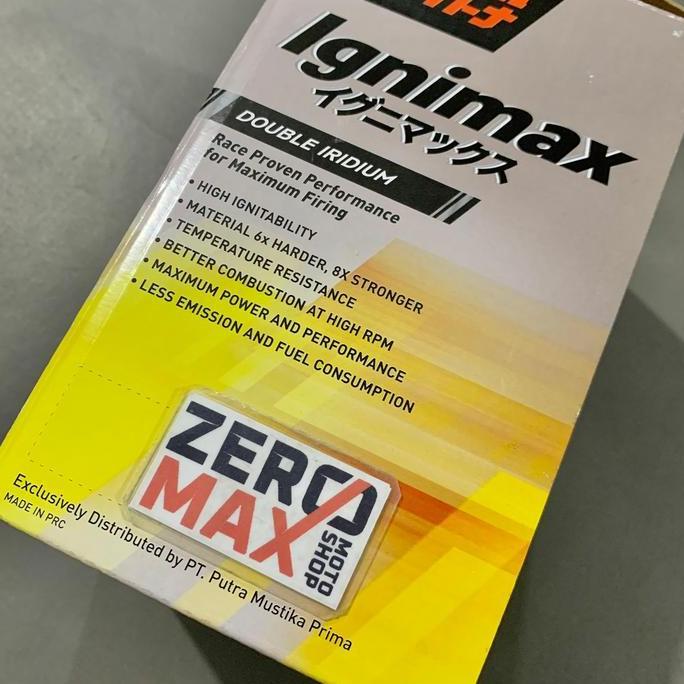 Ignimax
イグニマックス
DOUBLE IRIDIUM
Race Proven Performance
for Maximum Firing
• HIGH IGNITABILITY
• MATERIAL 6x HARDER, 8X STRONGER
• TEMPERATURE RESISTANCE
• BETTER COMBUSTION AT HIGH RPM
• MAXIMUM POWER AND PERFORMANCE
• LESS EMISSION AND FUEL CONSUMPTION
ZERO
MAX
MOTO
SHOP
Exclusively Distributed by PT. Putra Mustika Prima
MADE IN PRC